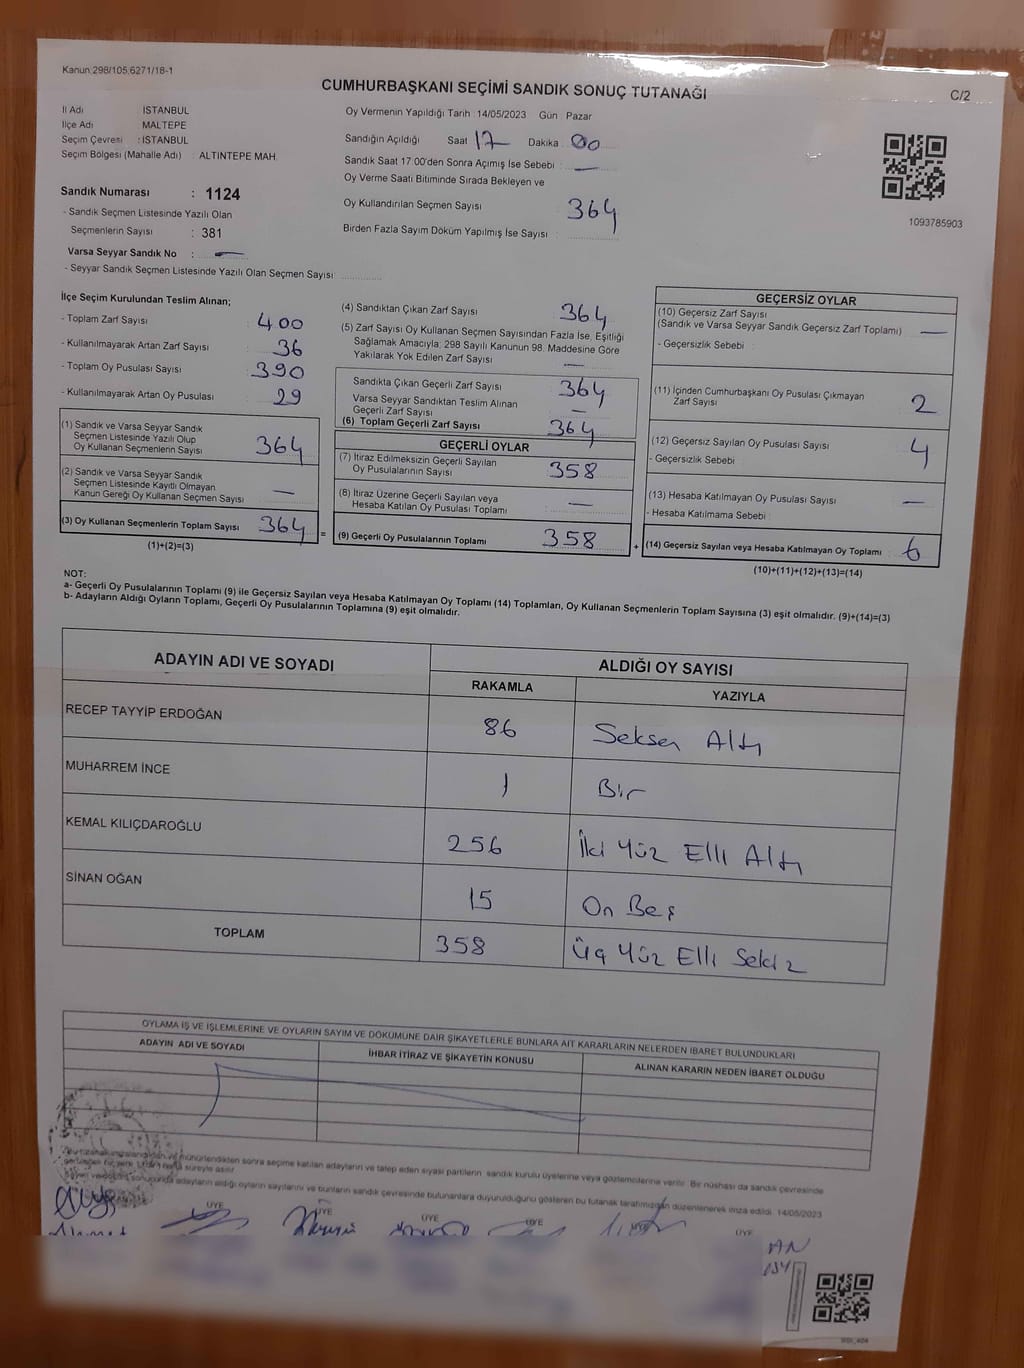 Kanun 298/105,6271/18-1
CUMHURBAŞKANI SEÇİMİ SANDIK SONUÇ TUTANAĞI
C/2
İl Adı İSTANBUL
İlçe Adı MALTEPE
Seçim Çevresi : İSTANBUL
Seçim Bölgesi (Mahalle Adı) : ALTINTEPE MAH.
Sandık Numarası : 1124
- Sandık Seçmen Listesinde Yazılı Olan
Seçmenlerin Sayısı : 381
Varsa Seyyar Sandık No : —
- Seyyar Sandık Seçmen Listesinde Yazılı Olan Seçmen Sayısı
Oy Vermenin Yapıldığı Tarih : 14/05/2023 Gün Pazar
Sandığın Açıldığı Saat 17 Dakika 00
Sandık Saat 17.00'den Sonra Açımış İse Sebebi : —
Oy Verme Saati Bitiminde Sırada Bekleyen ve
Oy Kullandırılan Seçmen Sayısı 364
Birden Fazla Sayım Döküm Yapılmış İse Sayısı :
1093785903
İlçe Seçim Kurulundan Teslim Alınan;
- Toplam Zarf Sayısı 400
- Kullanılmayarak Artan Zarf Sayısı 36
- Toplam Oy Pusulası Sayısı 390
- Kullanılmayarak Artan Oy Pusulası 29
(1) Sandık ve Varsa Seyyar Sandık
Seçmen Listesinde Yazılı Olup
Oy Kullanan Seçmenlerin Sayısı 364
(2) Sandık ve Varsa Seyyar Sandık
Seçmen Listesinde Kayıtlı Olmayan
Kanun Gereği Oy Kullanan Seçmen Sayısı —
(3) Oy Kullanan Seçmenlerin Toplam Sayısı 364
(1)+(2)=(3)
(4) Sandıktan Çıkan Zarf Sayısı 364
(5) Zarf Sayısı Oy Kullanan Seçmen Sayısından Fazla İse, Eşitliği
Sağlamak Amacıyla; 298 Sayılı Kanunun 98. Maddesine Göre
Yakılarak Yok Edilen Zarf Sayısı —
Sandıkta Çıkan Geçerli Zarf Sayısı 364
Varsa Seyyar Sandıktan Teslim Alınan
Geçerli Zarf Sayısı —
(6) Toplam Geçerli Zarf Sayısı 364
GEÇERLİ OYLAR
(7) İtiraz Edilmeksizin Geçerli Sayılan
Oy Pusulalarının Sayısı 358
(8) İtiraz Üzerine Geçerli Sayılan veya
Hesaba Katılan Oy Pusulası Toplamı —
= (9) Geçerli Oy Pusulalarının Toplamı 358
GEÇERSİZ OYLAR
(10) Geçersiz Zarf Sayısı
(Sandık ve Varsa Seyyar Sandık Geçersiz Zarf Toplamı) —
- Geçersizlik Sebebi :
(11) İçinden Cumhurbaşkanı Oy Pusulası Çıkmayan
Zarf Sayısı 2
(12) Geçersiz Sayılan Oy Pusulası Sayısı 4
- Geçersizlik Sebebi
(13) Hesaba Katılmayan Oy Pusulası Sayısı —
- Hesaba Katılmama Sebebi
+ (14) Geçersiz Sayılan veya Hesaba Katılmayan Oy Toplamı 6
(10)+(11)+(12)+(13)=(14)
NOT:
a- Geçerli Oy Pusulalarının Toplamı (9) ile Geçersiz Sayılan veya Hesaba Katılmayan Oy Toplamı (14) Toplamları, Oy Kullanan Seçmenlerin Toplam Sayısına (3) eşit olmalıdır. (9)+(14)=(3)
b- Adayların Aldığı Oyların Toplamı, Geçerli Oy Pusulalarının Toplamına (9) eşit olmalıdır.
ADAYIN ADI VE SOYADI ALDIĞI OY SAYISI
RAKAMLA YAZIYLA
RECEP TAYYİP ERDOĞAN 86 Seksen Altı
MUHARREM İNCE 1 Bir
KEMAL KILIÇDAROĞLU 256 İki Yüz Elli Altı
SİNAN OĞAN 15 On Beş
TOPLAM 358 Üç Yüz Elli Sekiz
OYLAMA İŞ VE İŞLEMLERİNE VE OYLARIN SAYIM VE DÖKÜMÜNE DAİR ŞİKAYETLERLE BUNLARA AİT KARARLARIN NELERDEN İBARET BULUNDUKLARI
ADAYIN ADI VE SOYADI İHBAR İTİRAZ VE ŞİKAYETİN KONUSU ALINAN KARARIN NEDEN İBARET OLDUĞU
mühürlendikten sonra seçime katılan adayların ve talep eden siyasi partilerin sandık kurulu üyelerine veya gözlemcilerine verilir. Bir nüshası da sandık çevresinde
süreyle asılır.
sonucunda adayların aldığı oyların sayılarını ve bunların sandık çevresinde bulunanlara duyurulduğunu gösteren bu tutanak tarafımızdan düzenlenerek imza edildi. 14/05/2023
ÜYE ÜYE ÜYE ÜYE ÜYE ÜYE